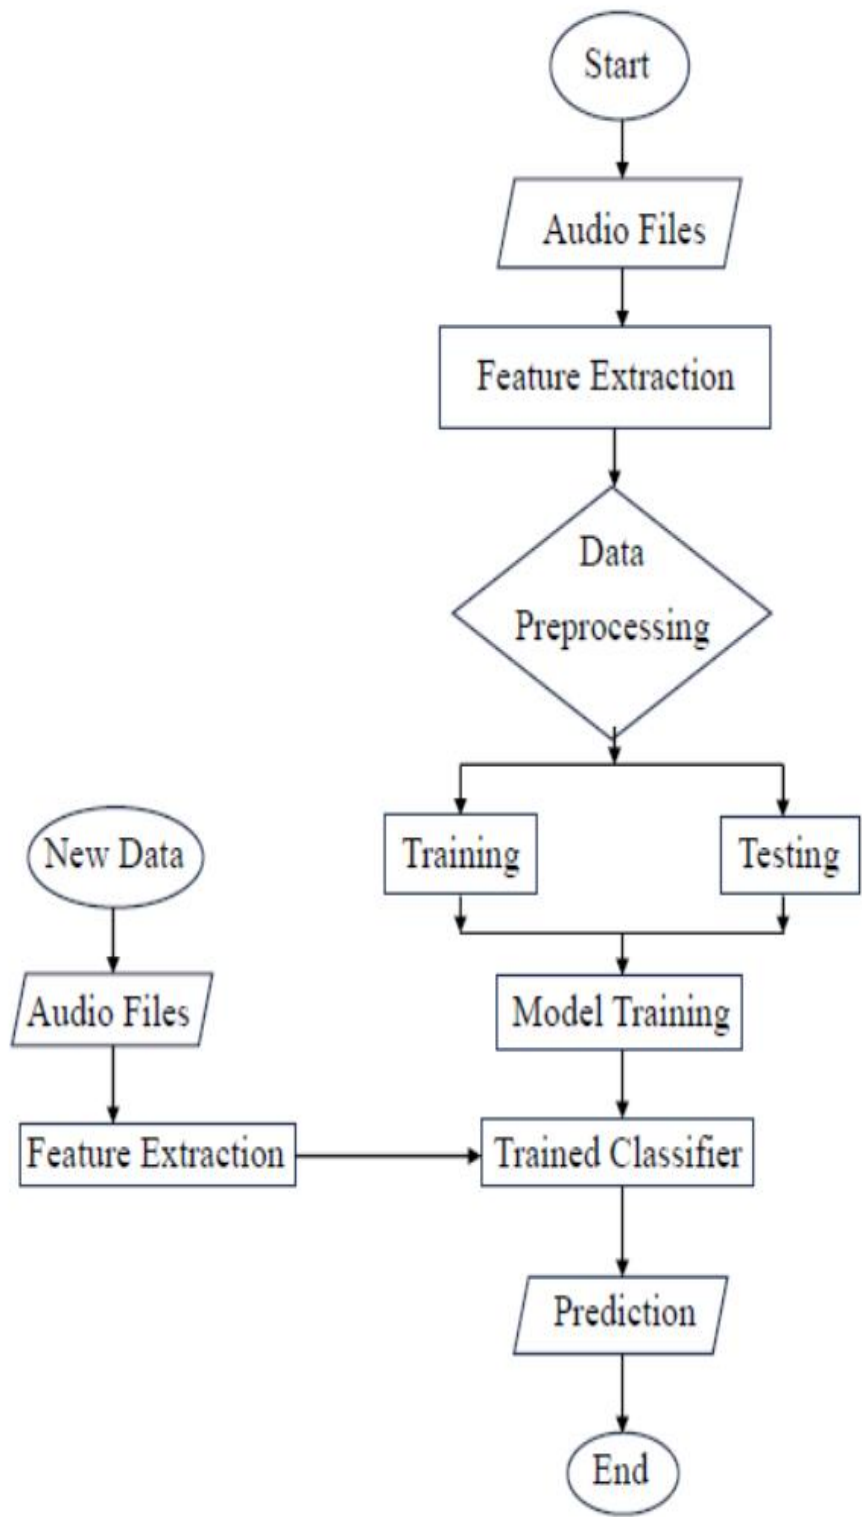 Start
Audio Files
Feature Extraction
Data
Preprocessing
Training
Testing
New Data
Audio Files
Feature Extraction
Model Training
Trained Classifier
Prediction
End